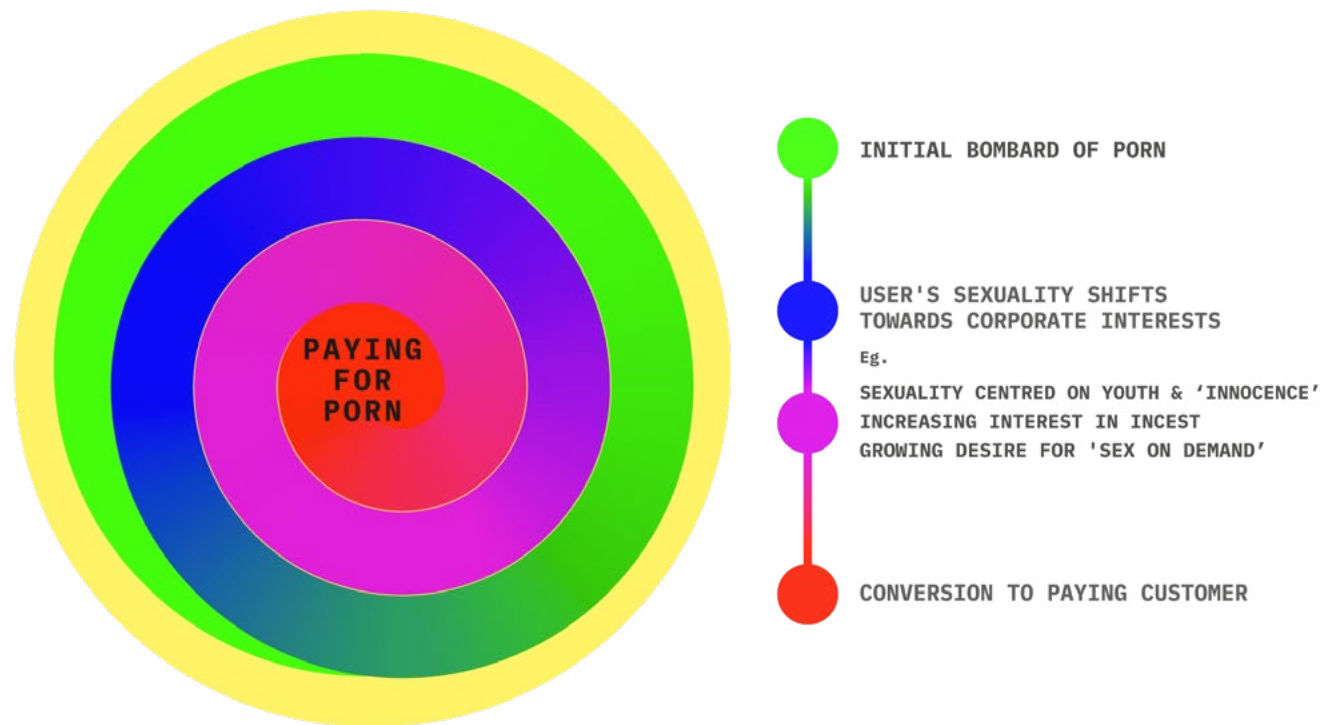 PAYING
FOR
PORN
INITIAL BOMBARD OF PORN
USER'S SEXUALITY SHIFTS
TOWARDS CORPORATE INTERESTS
Eg.
SEXUALITY CENTRED ON YOUTH & ‘INNOCENCE’
INCREASING INTEREST IN INCEST
GROWING DESIRE FOR 'SEX ON DEMAND’
CONVERSION TO PAYING CUSTOMER